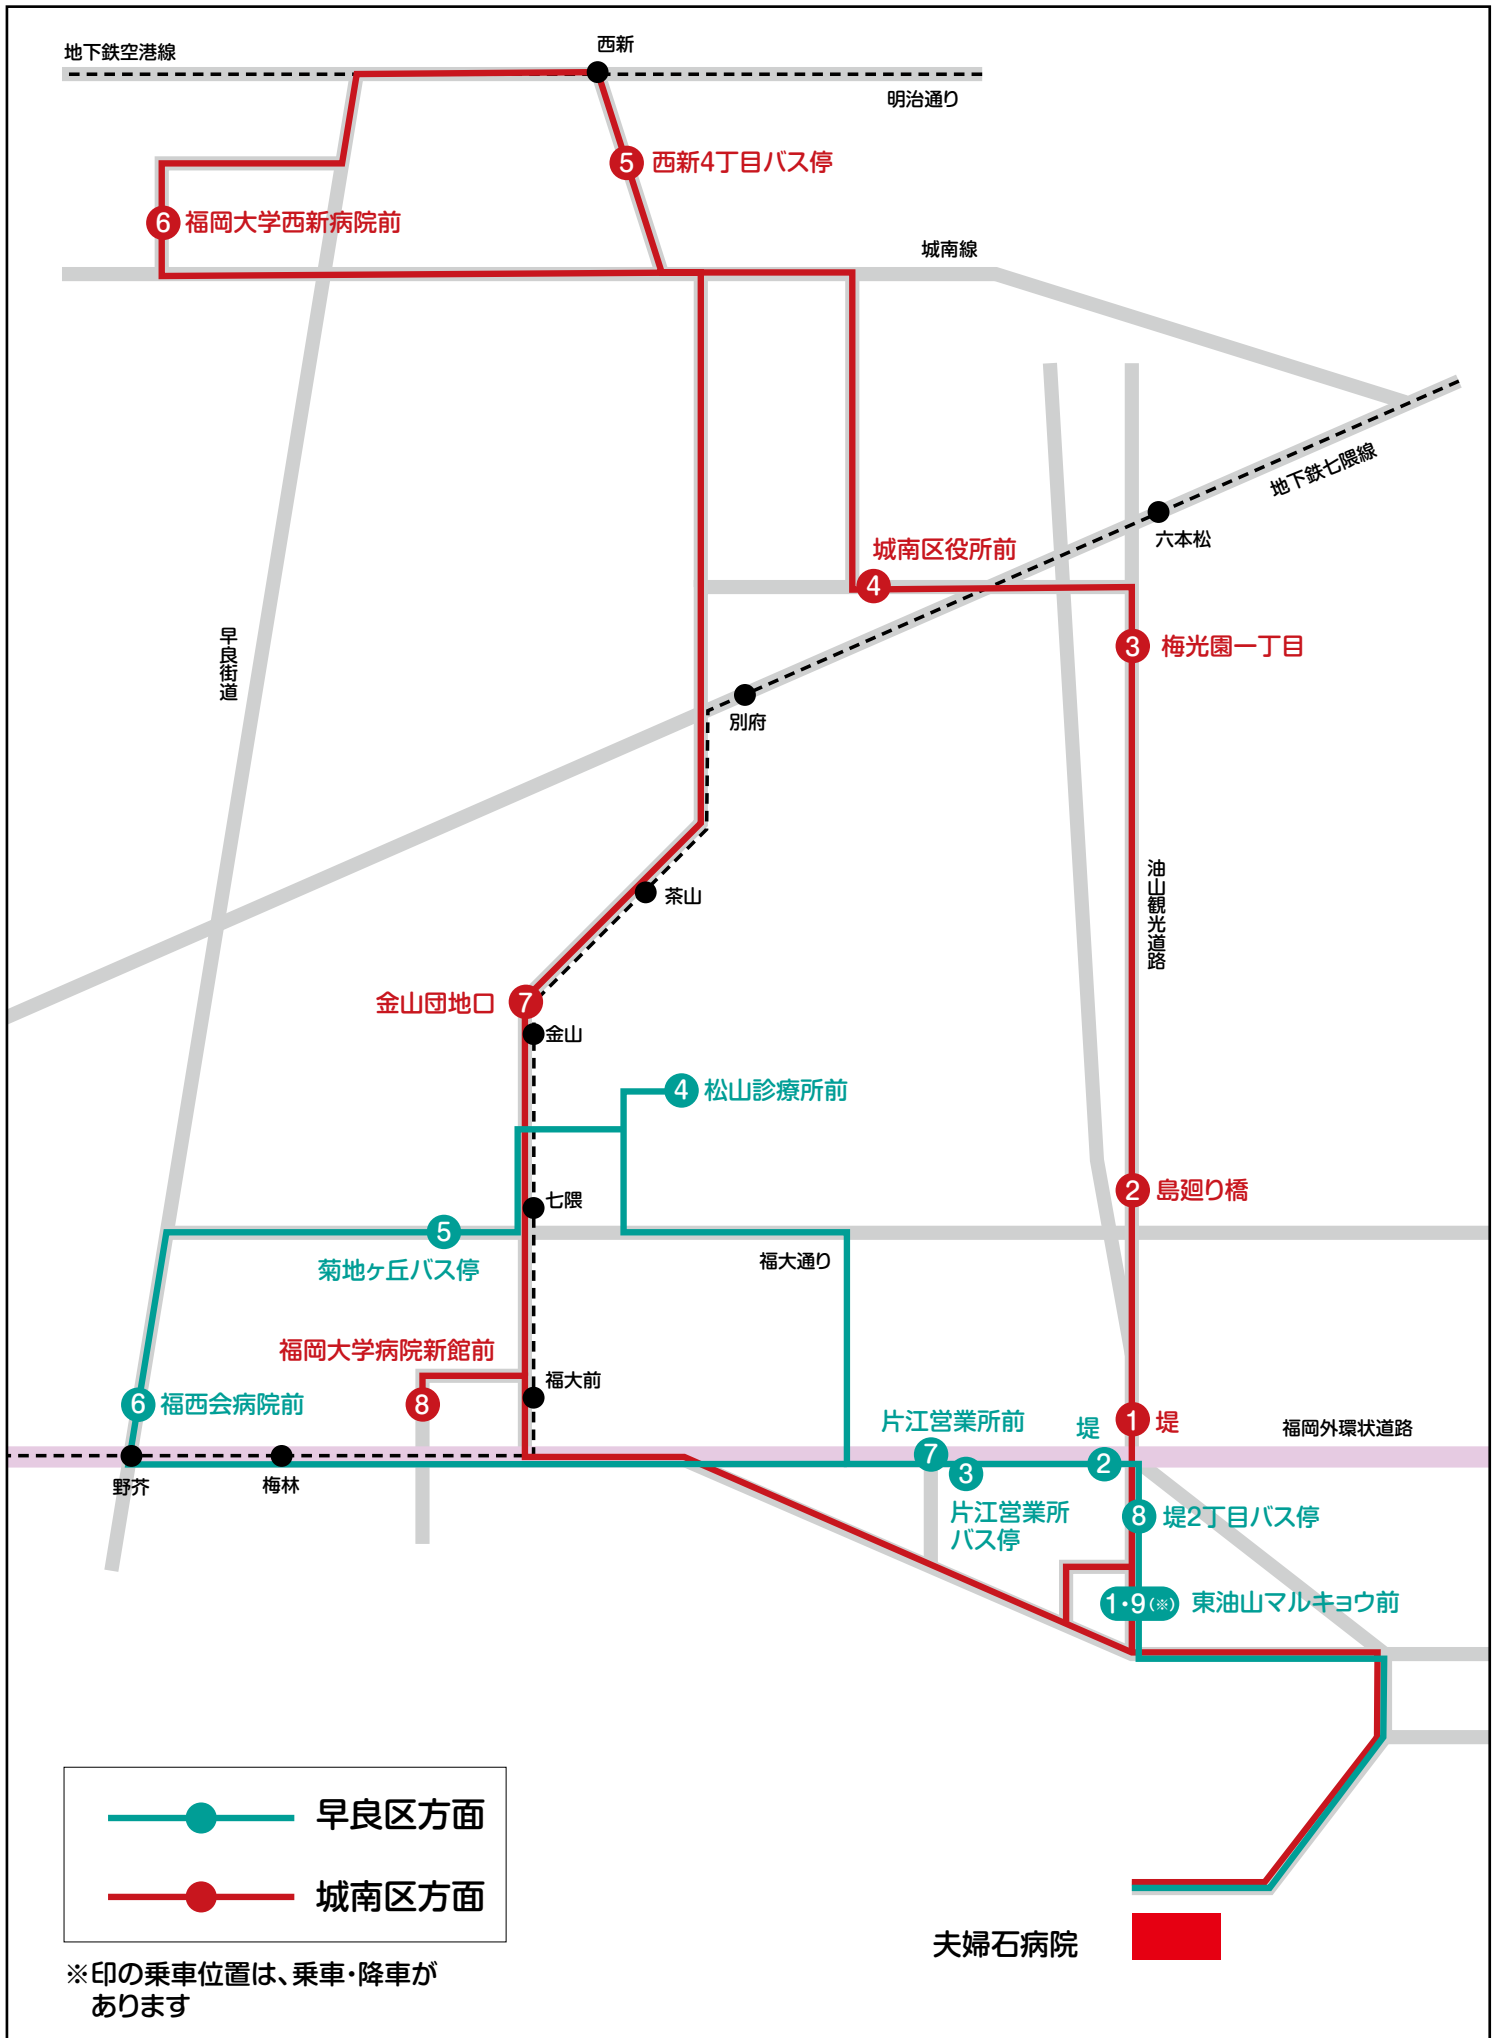 地下鉄空港線
西新
明治通り
5 西新4丁目バス停
6 福岡大学西新病院前
城南線
地下鉄七隈線
六本松
城南区役所前
4
3 梅光園一丁目
早良街道
別府
油山観光道路
茶山
金山団地口 7
金山
4 松山診療所前
2 島廻り橋
七隈
5
菊地ヶ丘バス停
福大通り
福岡大学病院新館前
8
福大前
6 福西会病院前
片江営業所前
7
堤
2
1 堤
福岡外環状道路
3
片江営業所
バス停
野芥
梅林
8 堤2丁目バス停
1・9(※) 東油山マルキョウ前
早良区方面
城南区方面
夫婦石病院
※印の乗車位置は、乗車・降車が
あります